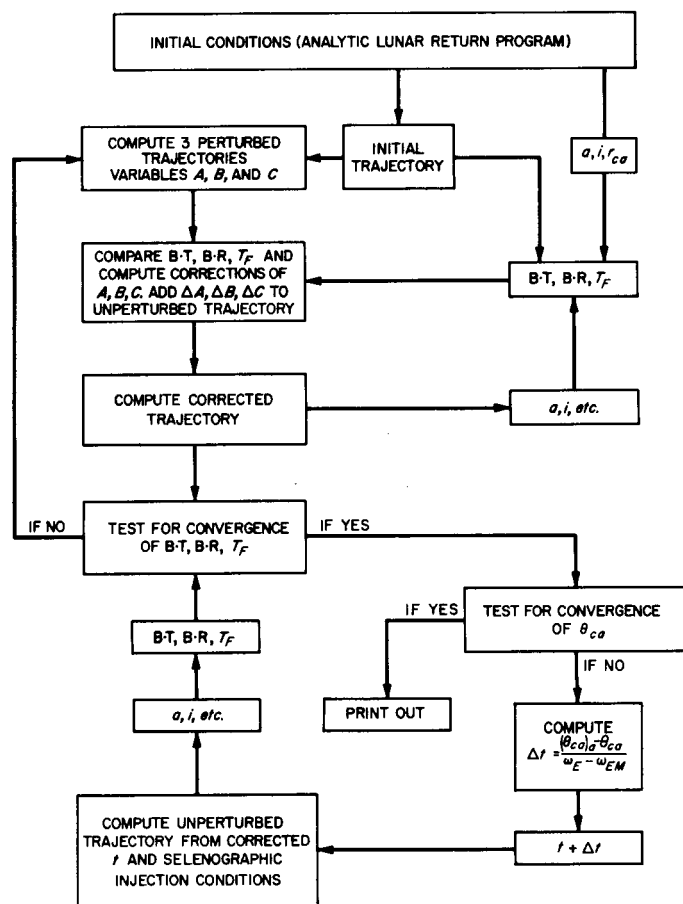 INITIAL CONDITIONS (ANALYTIC LUNAR RETURN PROGRAM)
COMPUTE 3 PERTURBED
TRAJECTORIES
VARIABLES A, B, AND C
INITIAL
TRAJECTORY
a, i, r_ca
COMPARE B·T, B·R, T_F AND
COMPUTE CORRECTIONS OF
A, B, C. ADD ΔA, ΔB, ΔC TO
UNPERTURBED TRAJECTORY
B·T, B·R, T_F
COMPUTE CORRECTED
TRAJECTORY
a, i, etc.
IF NO
TEST FOR CONVERGENCE
OF B·T, B·R, T_F
IF YES
TEST FOR CONVERGENCE
OF θ_ca
IF YES
IF NO
B·T, B·R, T_F
PRINT OUT
a, i, etc.
COMPUTE
Δt = (θ_ca)_a - θ_ca / ω_E - ω_EM
COMPUTE UNPERTURBED
TRAJECTORY FROM CORRECTED
t AND SELENOGRAPHIC
INJECTION CONDITIONS
t + Δt